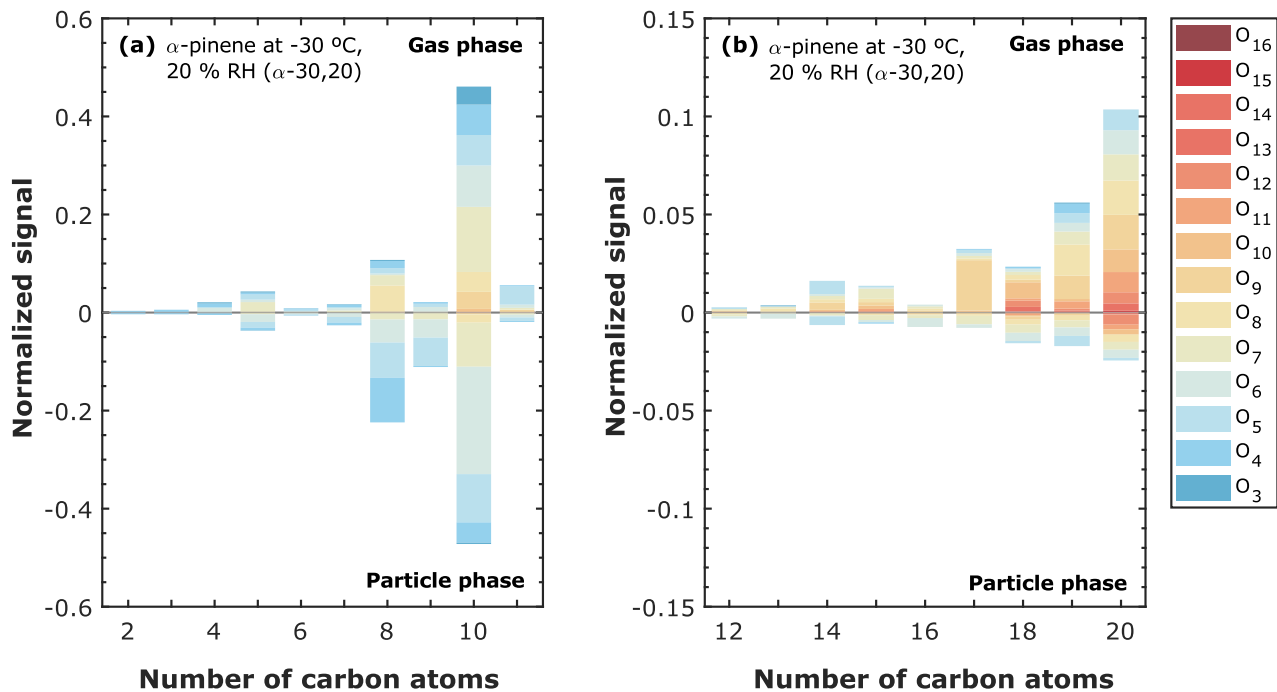 (a) α-pinene at -30 ºC,
20 % RH (α-30,20)
Gas phase
Particle phase
0.6
0.4
0.2
0
-0.2
-0.4
-0.6
Normalized signal
2 4 6 8 10
Number of carbon atoms
(b) α-pinene at -30 ºC,
20 % RH (α-30,20)
Gas phase
Particle phase
0.15
0.1
0.05
0
-0.05
-0.1
-0.15
Normalized signal
12 14 16 18 20
Number of carbon atoms
O16
O15
O14
O13
O12
O11
O10
O9
O8
O7
O6
O5
O4
O3